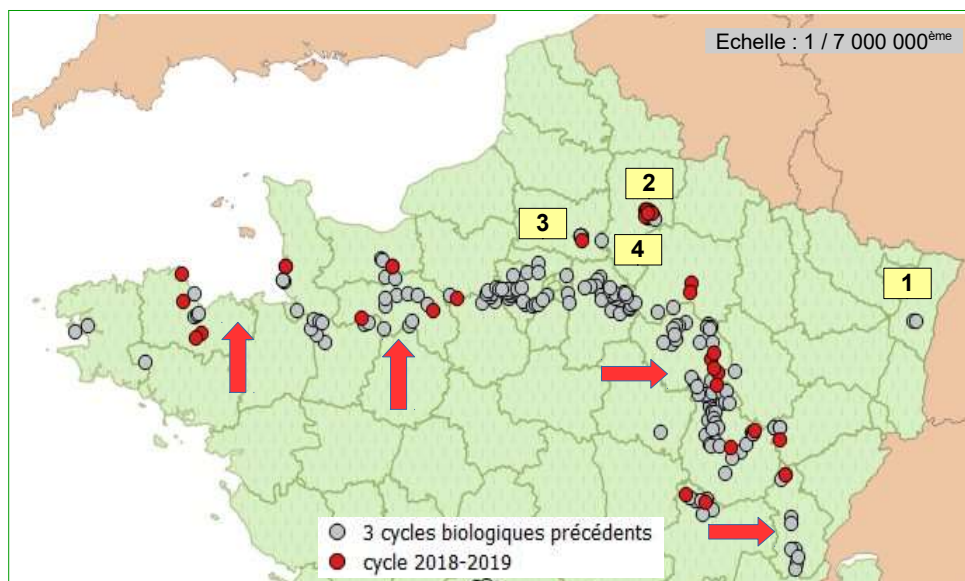 Echelle : 1 / 7 000 000ème
2
3
4
1
3 cycles biologiques précédents
cycle 2018-2019